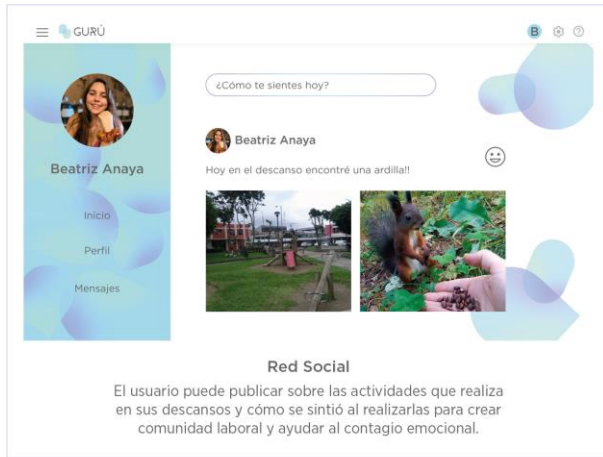 GURÚ
B
?
Beatriz Anaya
Inicio
Perfil
Mensajes
¿Cómo te sientes hoy?
Beatriz Anaya
Hoy en el descanso encontré una ardilla!!
Red Social
El usuario puede publicar sobre las actividades que realiza
en sus descansos y cómo se sintió al realizarlas para crear
comunidad laboral y ayudar al contagio emocional.